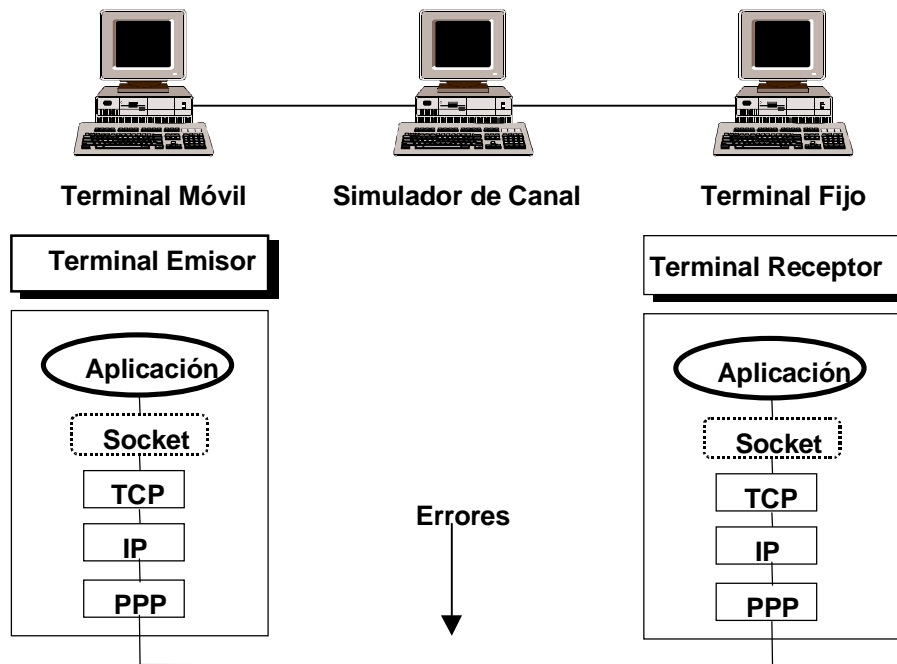 Terminal Móvil
Simulador de Canal
Terminal Fijo
Terminal Emisor
Terminal Receptor
Aplicación
Aplicación
Socket
Socket
TCP
TCP
Errores
IP
IP
PPP
PPP